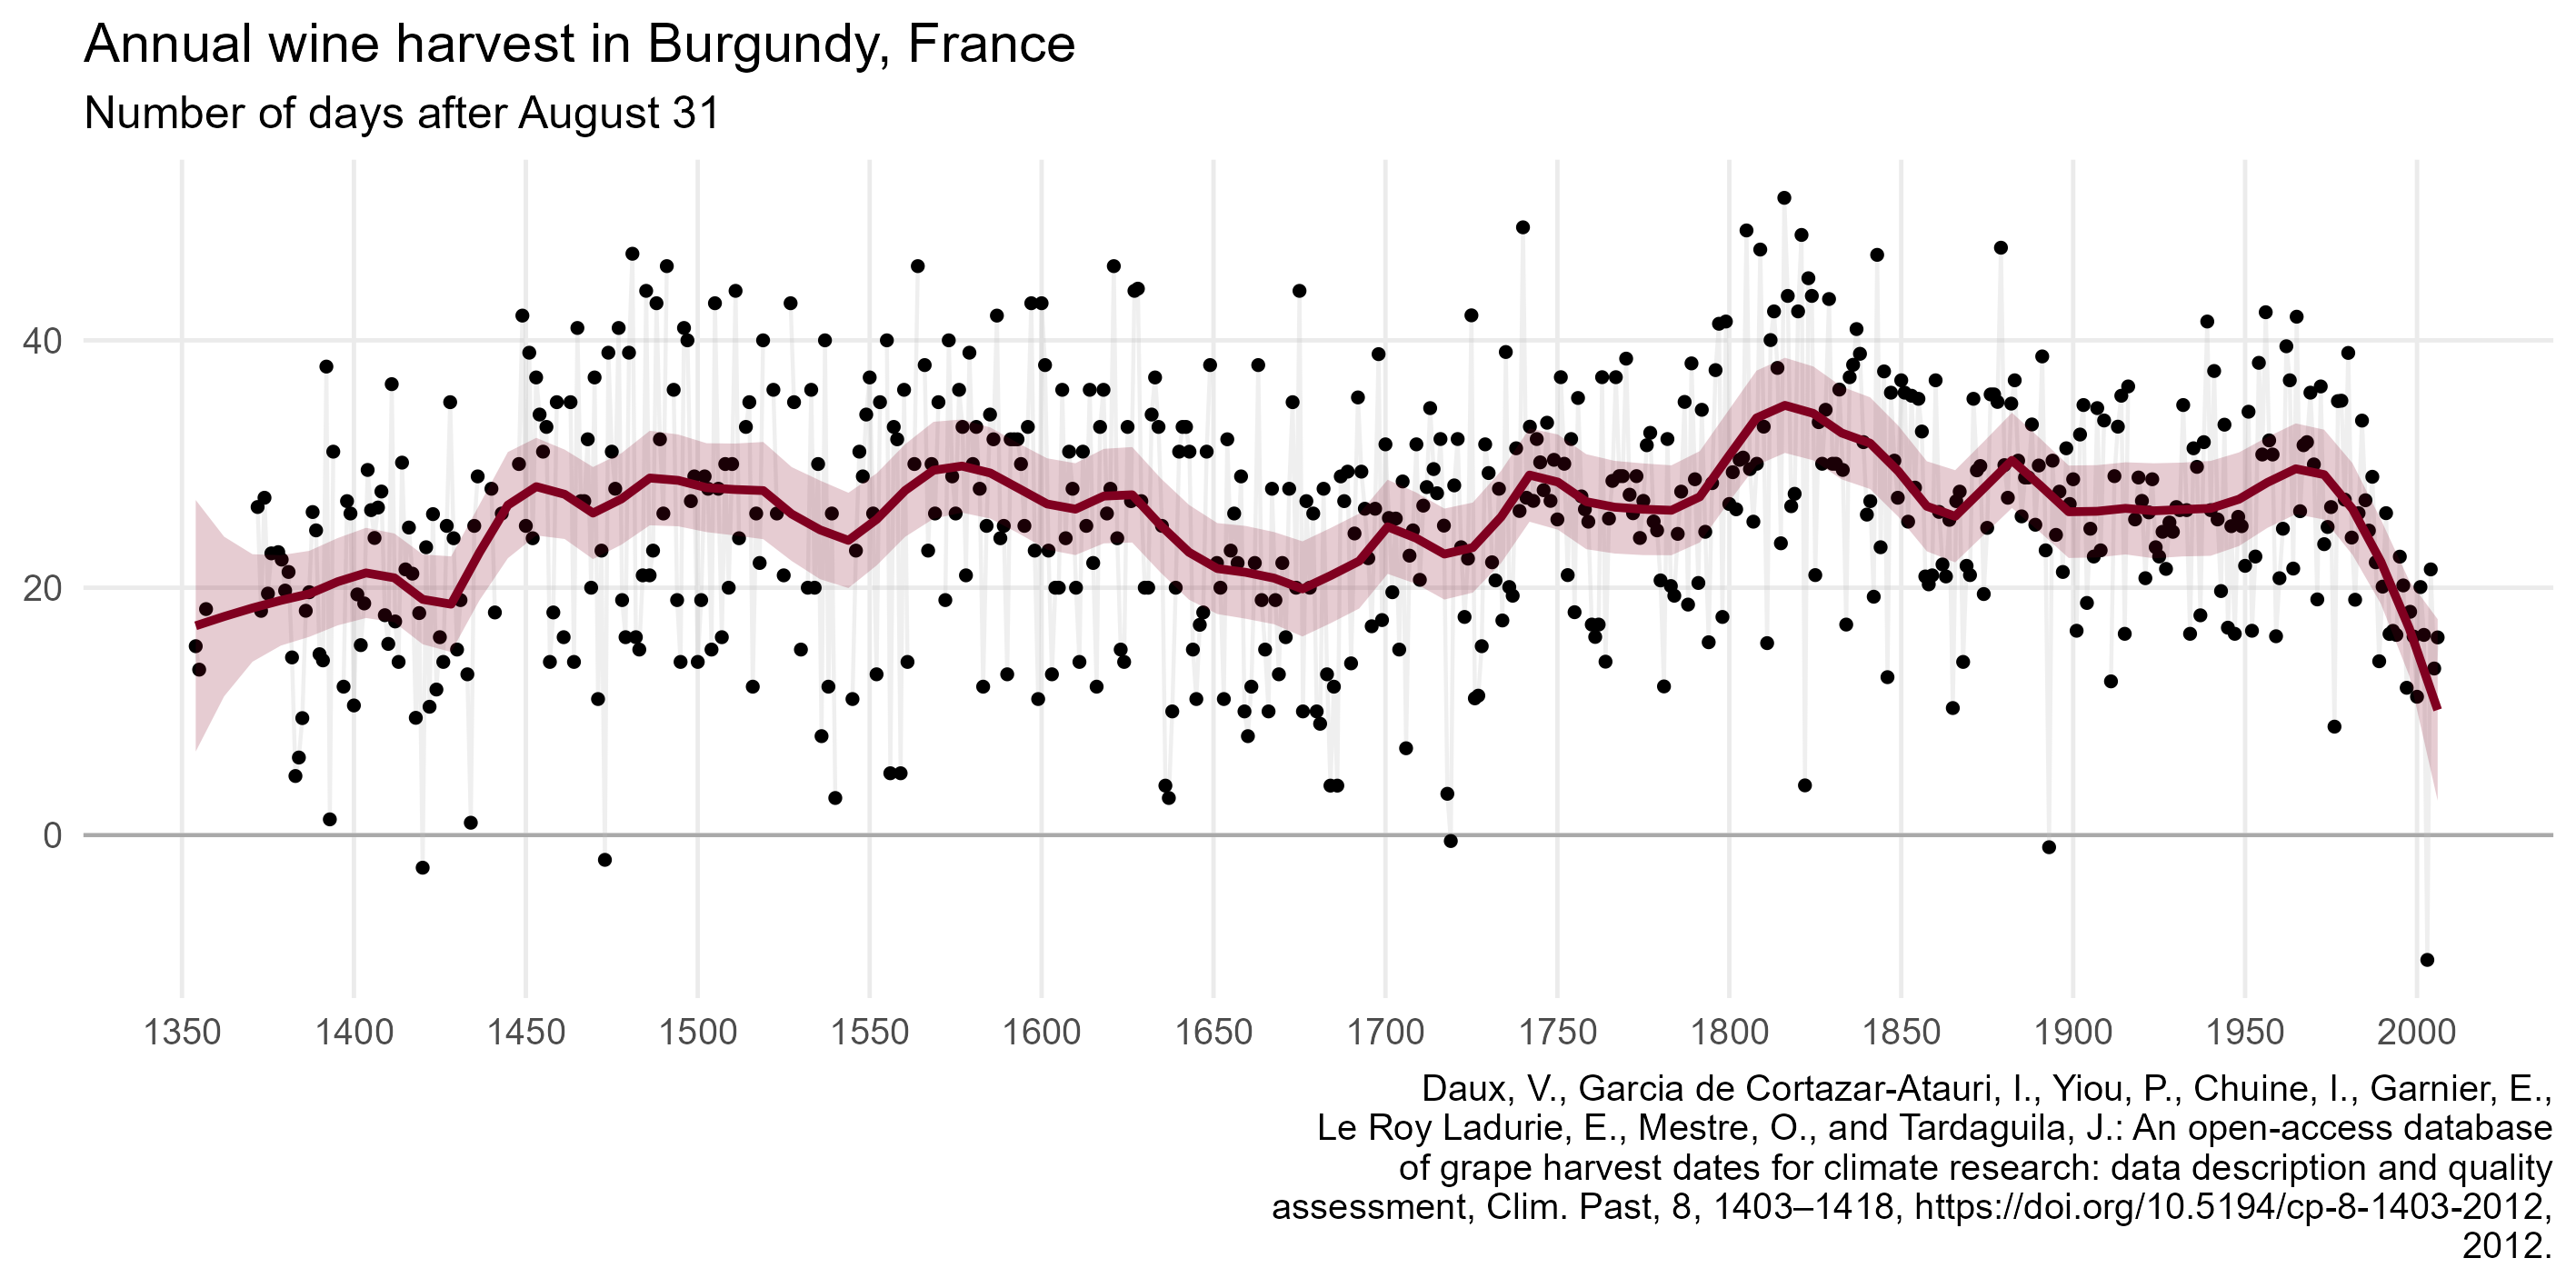 Annual wine harvest in Burgundy, France
Number of days after August 31
40
20
0
1350 1400 1450 1500 1550 1600 1650 1700 1750 1800 1850 1900 1950 2000
Daux, V., Garcia de Cortazar-Atauri, I., Yiou, P., Chuine, I., Garnier, E.,
Le Roy Ladurie, E., Mestre, O., and Tardaguila, J.: An open-access database
of grape harvest dates for climate research: data description and quality
assessment, Clim. Past, 8, 1403–1418, https://doi.org/10.5194/cp-8-1403-2012,
2012.